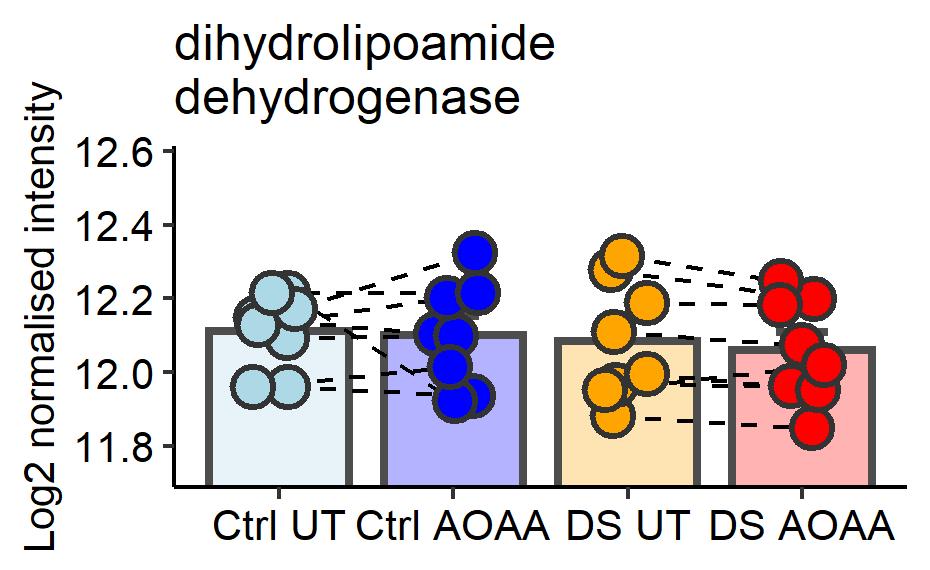 dihydrolipoamide
dehydrogenase
Log2 normalised intensity
12.6
12.4
12.2
12.0
11.8
Ctrl UT Ctrl AOAA DS UT DS AOAA